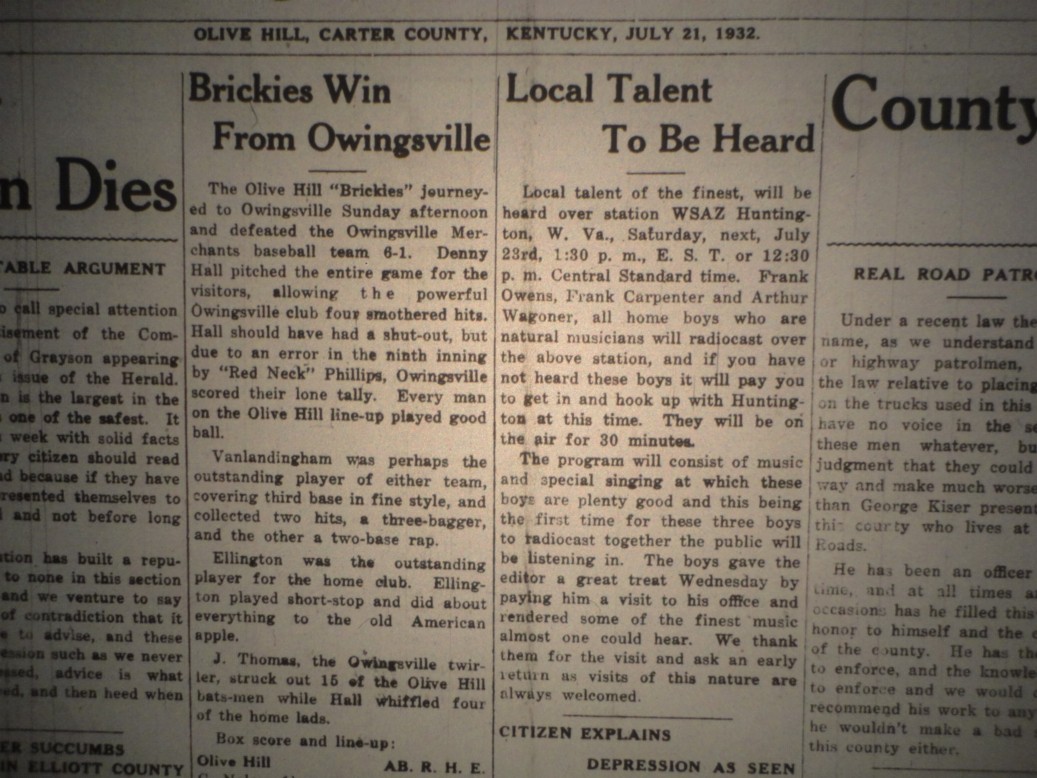 OLIVE HILL, CARTER COUNTY, KENTUCKY, JULY 21, 1932.
n Dies
TABLE ARGUMENT
o call special attention
isement of the Com-
of Grayson appearing
issue of the Herald.
n is the largest in the
one of the safest. It
week with solid facts
ry citizen should read
d because if they have
resented themselves to
and not before long
tion has built a repu-
to none in this section
and we venture to say
of contradiction that it
e to advise, and these
ession such as we never
essed, advice is what
ed, and then heed when
ER SUCCUMBS
IN ELLIOTT COUNTY
Brickies Win
From Owingsville
The Olive Hill "Brickies" journey-
ed to Owingsville Sunday afternoon
and defeated the Owingsville Mer-
chants baseball team 6-1. Denny
Hall pitched the entire game for the
visitors, allowing the powerful
Owingsville club four smothered hits.
Hall should have had a shut-out, but
due to an error in the ninth inning
by "Red Neck" Phillips, Owingsville
scored their lone tally. Every man
on the Olive Hill line-up played good
ball.
Vanlandingham was perhaps the
outstanding player of either team,
covering third base in fine style, and
collected two hits, a three-bagger,
and the other a two-base rap.
Ellington was the outstanding
player for the home club. Elling-
ton played short-stop and did about
everything to the old American
apple.
J. Thomas, the Owingsville twir-
ler, struck out 15 of the Olive Hill
bats-men while Hall whiffled four
of the home lads.
Box score and line-up:
Olive Hill AB. R. H. E.
Local Talent
To Be Heard
Local talent of the finest, will be
heard over station WSAZ Hunting-
ton, W. Va., Saturday, next, July
23rd, 1:30 p. m., E. S. T. or 12:30
p. m. Central Standard time. Frank
Owens, Frank Carpenter and Arthur
Wagoner, all home boys who are
natural musicians will radiocast over
the above station, and if you have
not heard these boys it will pay you
to get in and hook up with Hunting-
ton at this time. They will be on
the air for 30 minutes.
The program will consist of music
and special singing at which these
boys are plenty good and this being
the first time for these three boys
to radiocast together the public will
be listening in. The boys gave the
editor a great treat Wednesday by
paying him a visit to his office and
rendered some of the finest music
almost one could hear. We thank
them for the visit and ask an early
return as visits of this nature are
always welcomed.
CITIZEN EXPLAINS
DEPRESSION AS SEEN
County
REAL ROAD PATR
Under a recent law the
name, as we understand
or highway patrolmen,
the law relative to placing
on the trucks used in this
have no voice in the se
these men whatever, bu
judgment that they could
way and make much worse
than George Kiser present
this county who lives at
Roads.
He has been an officer
time, and at all times a
occasions has he filled this
honor to himself and the c
of the county. He has th
to enforce, and the knowle
to enforce and we would
recommend his work to any
he wouldn't make a bad
this county either.